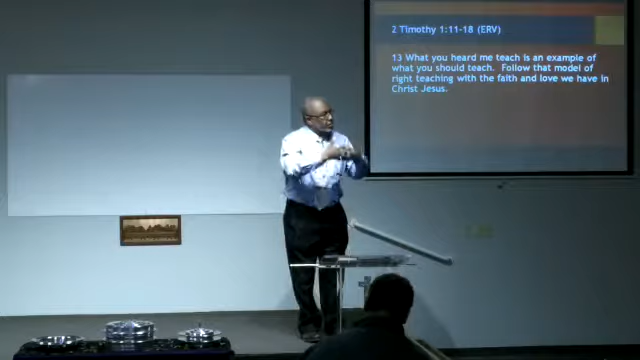 2 Timothy 1:11-18 (ERV)
13 What you heard me teach is an example of
what you should teach.  Follow that model of
right teaching with the faith and love we have in
Christ Jesus.